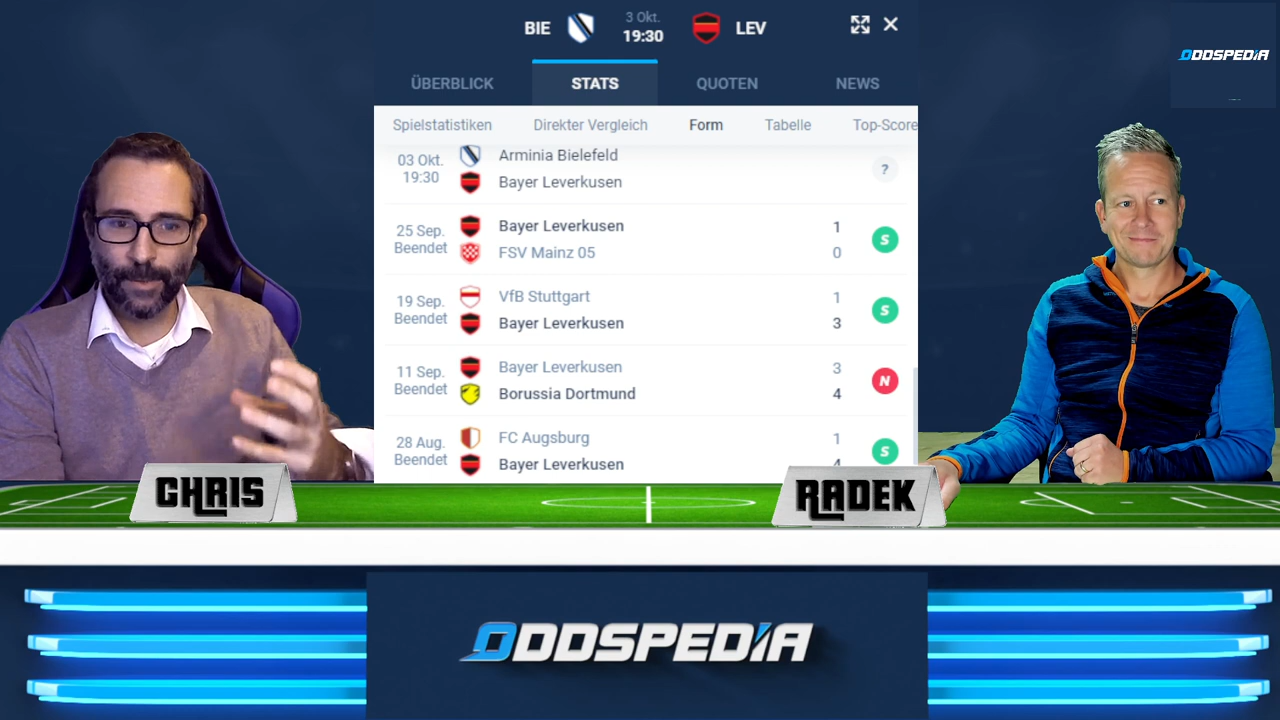 BIE 3 Okt. LEV
19:30
ODDSPEDIA
ÜBERBLICK STATS QUOTEN NEWS
Spielstatistiken Direkter Vergleich Form Tabelle Top-Score
03 Okt. Arminia Bielefeld ?
19:30 Bayer Leverkusen
25 Sep. Bayer Leverkusen 1 S
Beendet FSV Mainz 05 0
19 Sep. VfB Stuttgart 1 S
Beendet Bayer Leverkusen 3
11 Sep. Bayer Leverkusen 3 N
Beendet Borussia Dortmund 4
28 Aug. FC Augsburg 1 S
Beendet Bayer Leverkusen 4
CHRIS RADEK
ODDSPEDIA